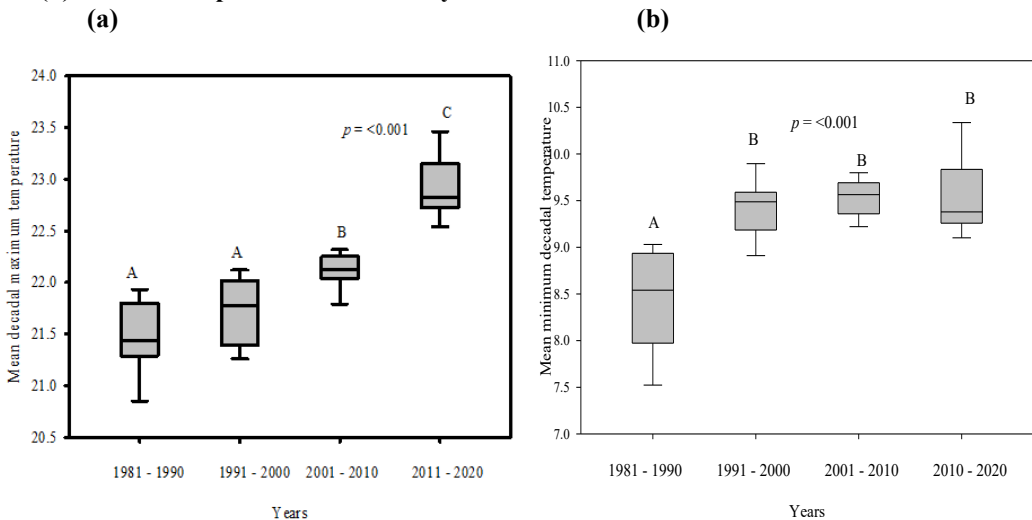 (a)
(b)
Mean decadal maximum temperature
24.0
23.5
23.0
22.5
22.0
21.5
21.0
20.5
A
A
B
C
p = <0.001
1981 - 1990
1991 - 2000
2001 - 2010
2011 - 2020
Years
Mean minimum decadal temperature
11.0
10.5
10.0
9.5
9.0
8.5
8.0
7.5
7.0
A
B
B
B
p = <0.001
1981 - 1990
1991 - 2000
2001 - 2010
2010 - 2020
Years